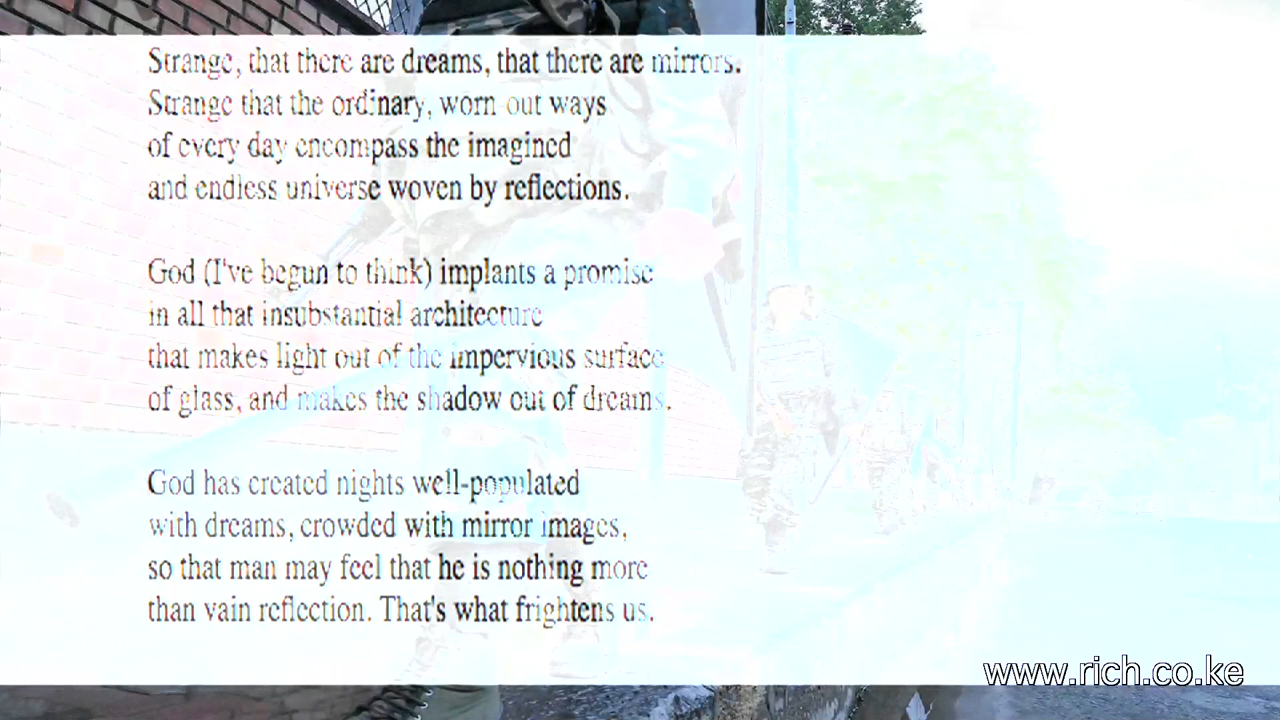 Strange, that there are dreams, that there are mirrors.
Strange that the ordinary, worn out ways
of every day encompass the imagined
and endless universe woven by reflections.
God (I've begun to think) implants a promise
in all that insubstantial architecture
that makes light out of the impervious surface
of glass, and makes the shadow out of dreams.
God has created nights well-populated
with dreams, crowded with mirror images,
so that man may feel that he is nothing more
than vain reflection. That's what frightens us.
www.rich.co.ke